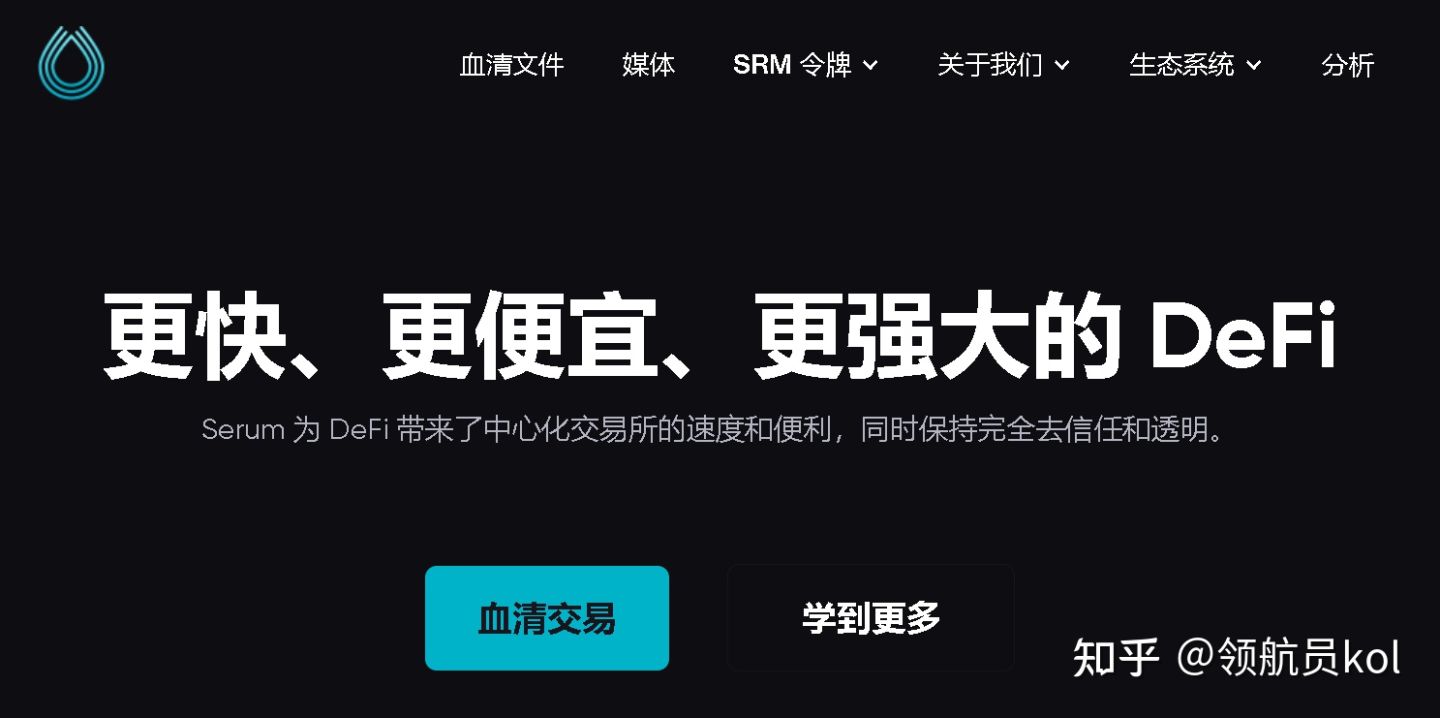 血清文件 媒体 SRM 令牌 关于我们 生态系统 分析
更快、更便宜、更强大的 DeFi
Serum 为 DeFi 带来了中心化交易所的速度和便利，同时保持完全去信任和透明。
血清交易 学到更多
知乎 @领航员kol